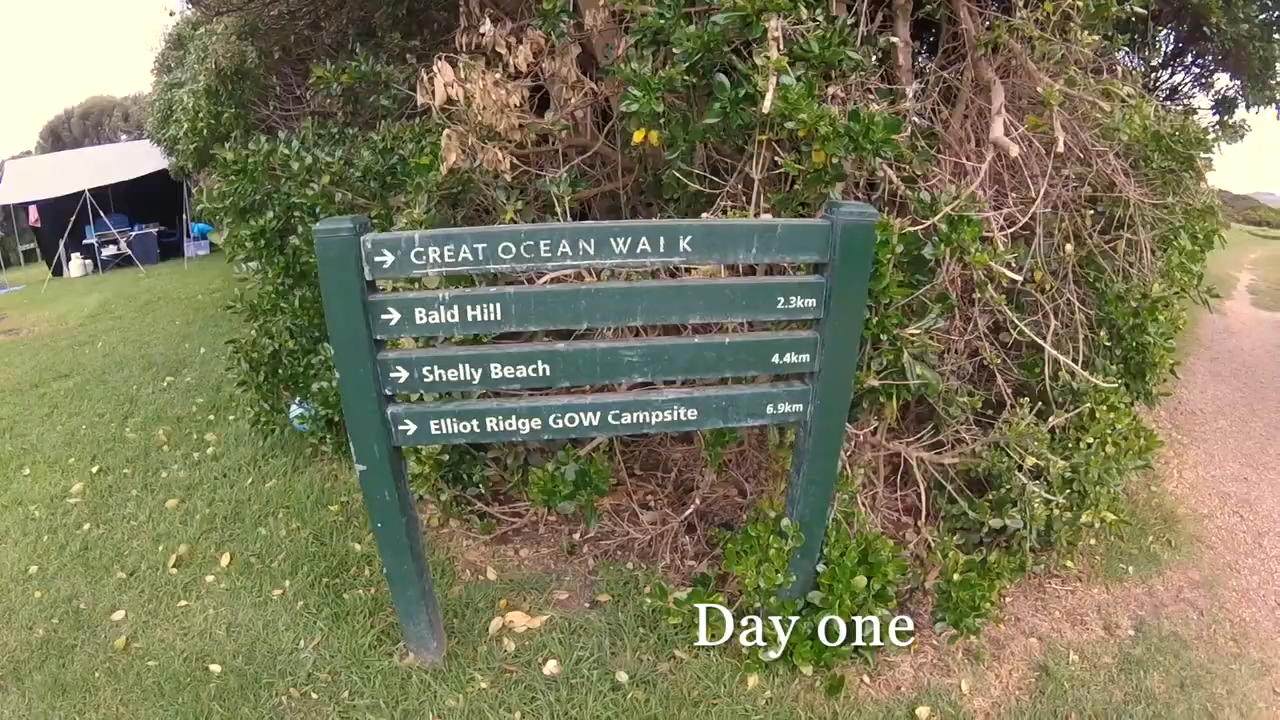 → GREAT OCEAN WALK
→ Bald Hill 2.3km
→ Shelly Beach 4.4km
→ Elliot Ridge GOW Campsite 6.9km
Day one